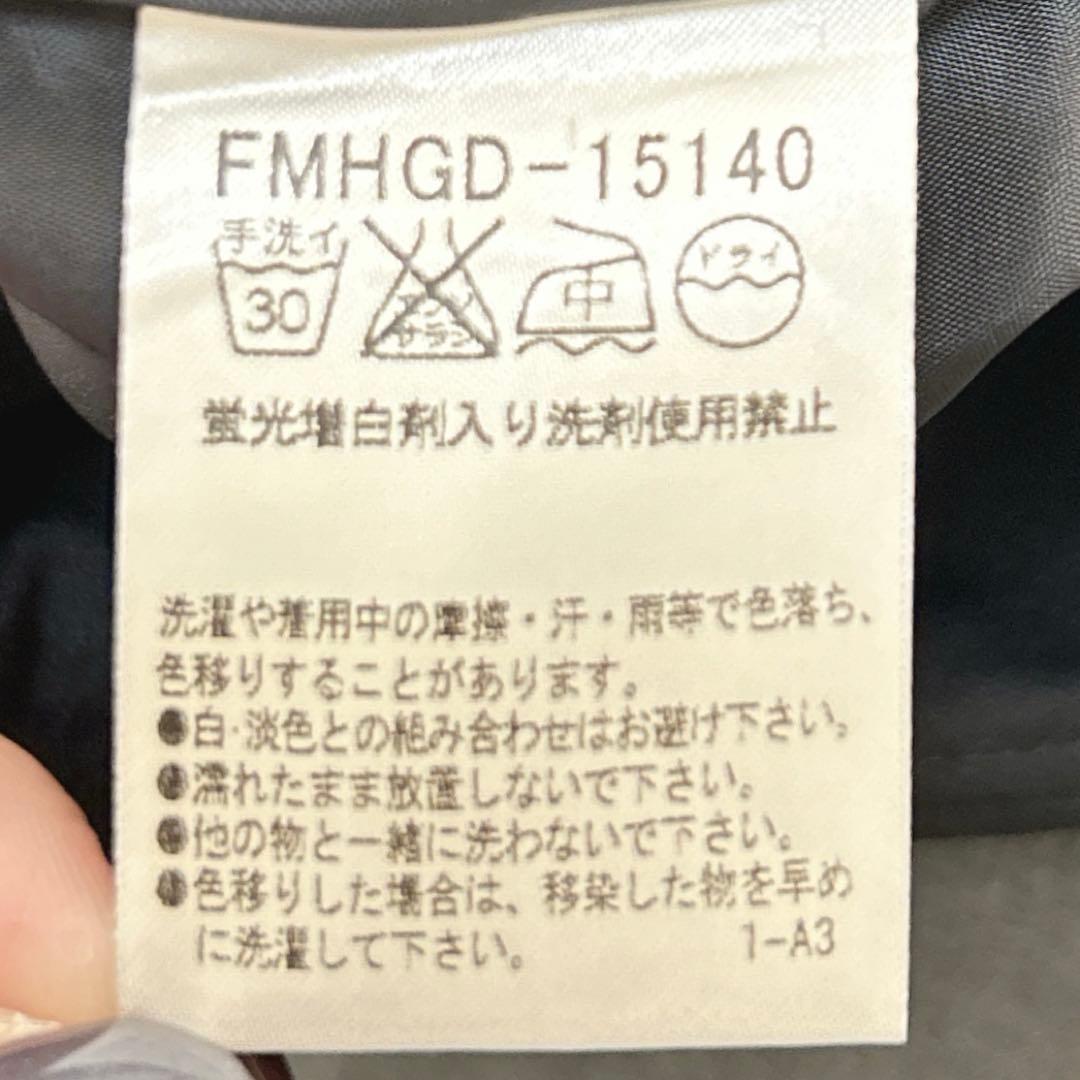 FMHGD-15140
手洗イ
30
エンソサラシ
中
ドライ
蛍光増白剤入り洗剤使用禁止
洗濯や着用中の摩擦・汗・雨等で色落ち、
色移りすることがあります。
●白・淡色との組み合わせはお避け下さい。
●濡れたまま放置しないで下さい。
●他の物と一緒に洗わないで下さい。
●色移りした場合は、移染した物を早め
に洗濯して下さい。
1-A3